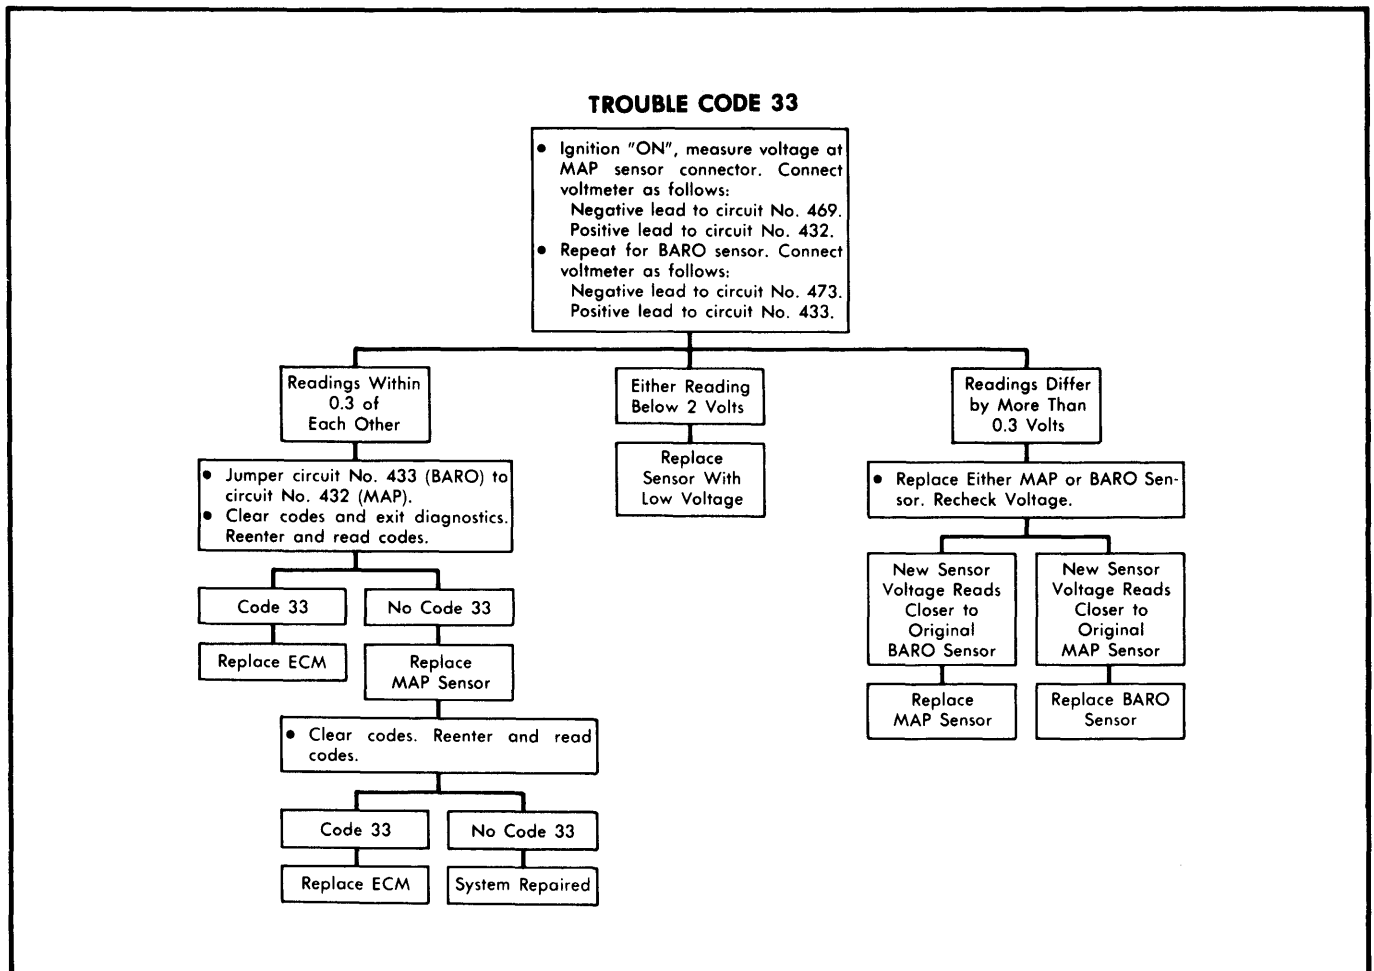 TROUBLE CODE 33
• Ignition "ON", measure voltage at
MAP sensor connector. Connect
voltmeter as follows:
Negative lead to circuit No. 469.
Positive lead to circuit No. 432.
• Repeat for BARO sensor. Connect
voltmeter as follows:
Negative lead to circuit No. 473.
Positive lead to circuit No. 433.
Readings Within
0.3 of
Each Other
Either Reading
Below 2 Volts
Readings Differ
by More Than
0.3 Volts
• Jumper circuit No. 433 (BARO) to
circuit No. 432 (MAP).
• Clear codes and exit diagnostics.
Reenter and read codes.
Replace
Sensor With
Low Voltage
• Replace Either MAP or BARO Sen-
sor. Recheck Voltage.
Code 33
No Code 33
New Sensor
Voltage Reads
Closer to
Original
BARO Sensor
New Sensor
Voltage Reads
Closer to
Original
MAP Sensor
Replace ECM
Replace
MAP Sensor
Replace
MAP Sensor
Replace BARO
Sensor
• Clear codes. Reenter and read
codes.
Code 33
No Code 33
Replace ECM
System Repaired